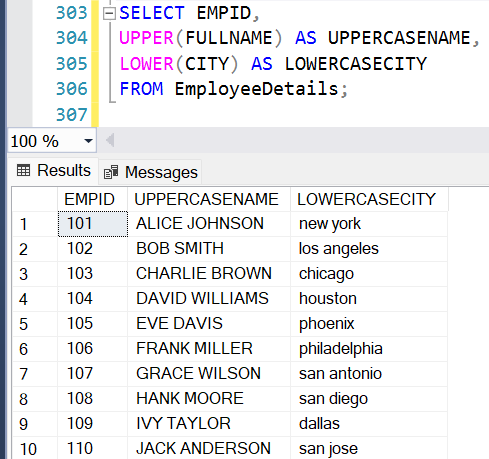 303 SELECT EMPID,
304 UPPER(FULLNAME) AS UPPERCASENAME,
305 LOWER(CITY) AS LOWERCASECITY
306 FROM EmployeeDetails;
307
100 %
Results Messages
EMPID UPPERCASENAME LOWERCASECITY
1 101 ALICE JOHNSON new york
2 102 BOB SMITH los angeles
3 103 CHARLIE BROWN chicago
4 104 DAVID WILLIAMS houston
5 105 EVE DAVIS phoenix
6 106 FRANK MILLER philadelphia
7 107 GRACE WILSON san antonio
8 108 HANK MOORE san diego
9 109 IVY TAYLOR dallas
10 110 JACK ANDERSON san jose